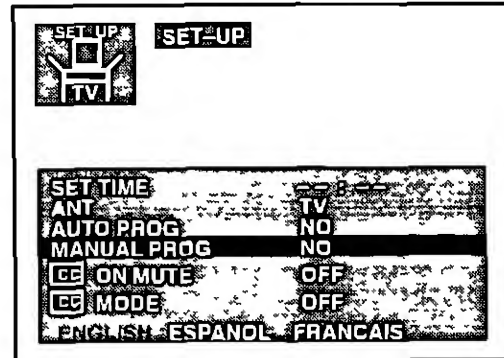 SET-UP SET-UP
TV
SET TIME --:--
ANT TV
AUTO PROG NO
MANUAL PROG NO
CC ON MUTE OFF
CC MODE OFF
ENGLISH ESPANOL FRANCAIS